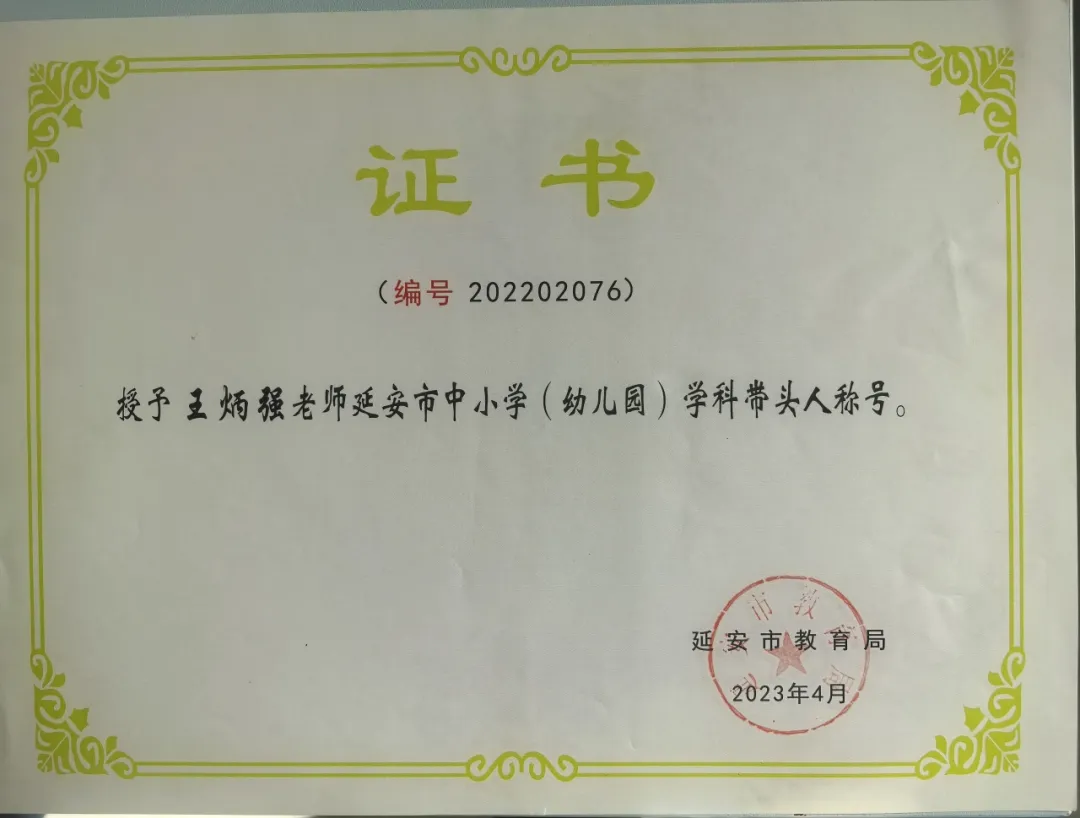 证书
（编号 202202076）
授予王炳强老师延安市中小学（幼儿园）学科带头人称号。
延安市教育局
2023年4月